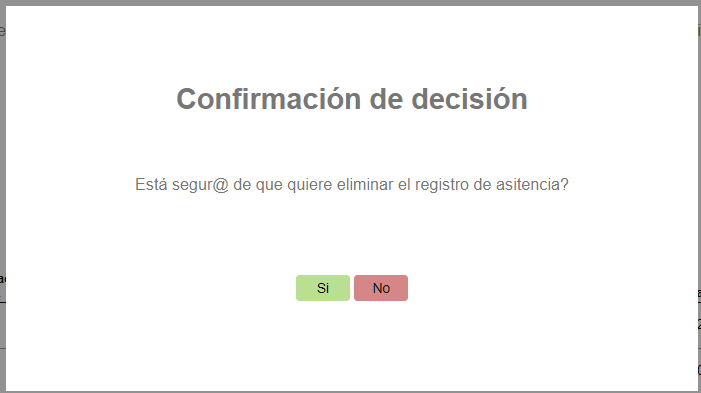 Confirmación de decisión
Está segur@ de que quiere eliminar el registro de asitencia?
Si No